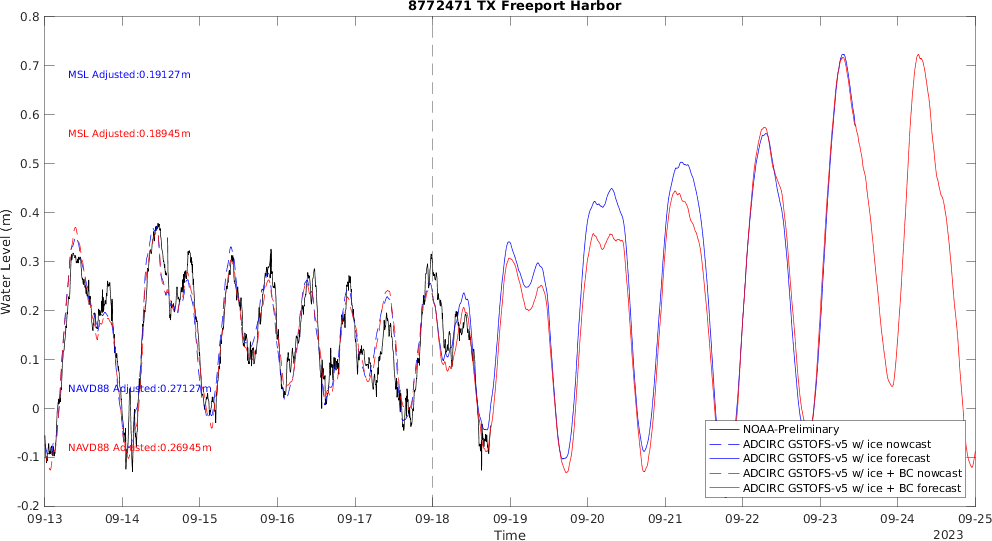 8772471 TX Freeport Harbor
0.8
0.7
0.6
0.5
0.4
0.3
0.2
0.1
0
-0.1
-0.2
Water Level (m)
MSL Adjusted:0.19127m
MSL Adjusted:0.18945m
NAVD88 Adjusted:0.27127m
NAVD88 Adjusted:0.26945m
NOAA-Preliminary
ADCIRC GSTOFS-v5 w/ ice nowcast
ADCIRC GSTOFS-v5 w/ ice forecast
ADCIRC GSTOFS-v5 w/ ice + BC nowcast
ADCIRC GSTOFS-v5 w/ ice + BC forecast
09-13 09-14 09-15 09-16 09-17 09-18 09-19 09-20 09-21 09-22 09-23 09-24 09-25
Time
2023